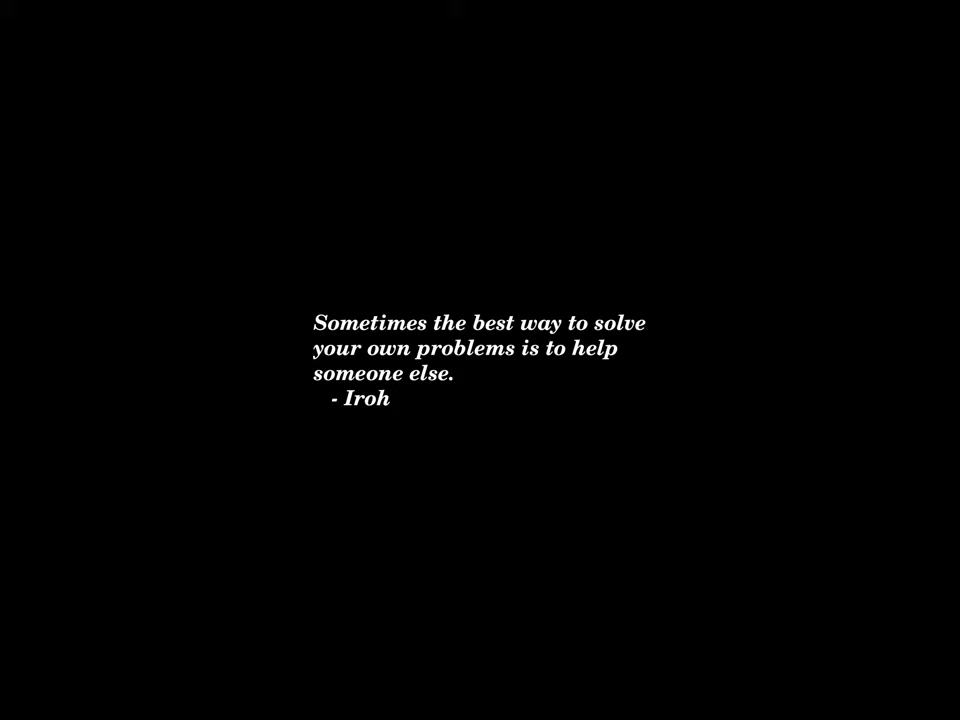 Sometimes the best way to solve
your own problems is to help
someone else.
- Iroh